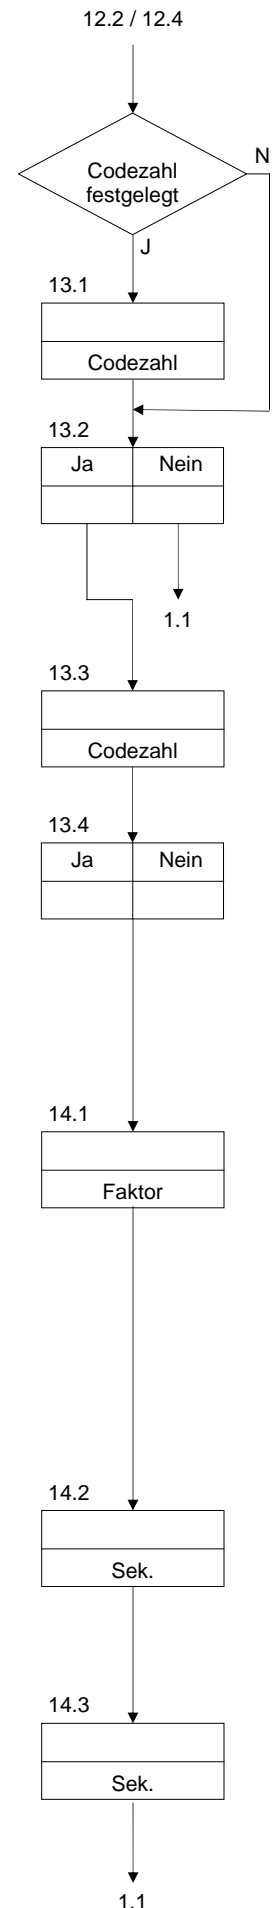 12.2 / 12.4
Codezahl
festgelegt
N
J
13.1
Codezahl
13.2
Ja
Nein
1.1
13.3
Codezahl
13.4
Ja
Nein
14.1
Faktor
14.2
Sek.
14.3
Sek.
1.1